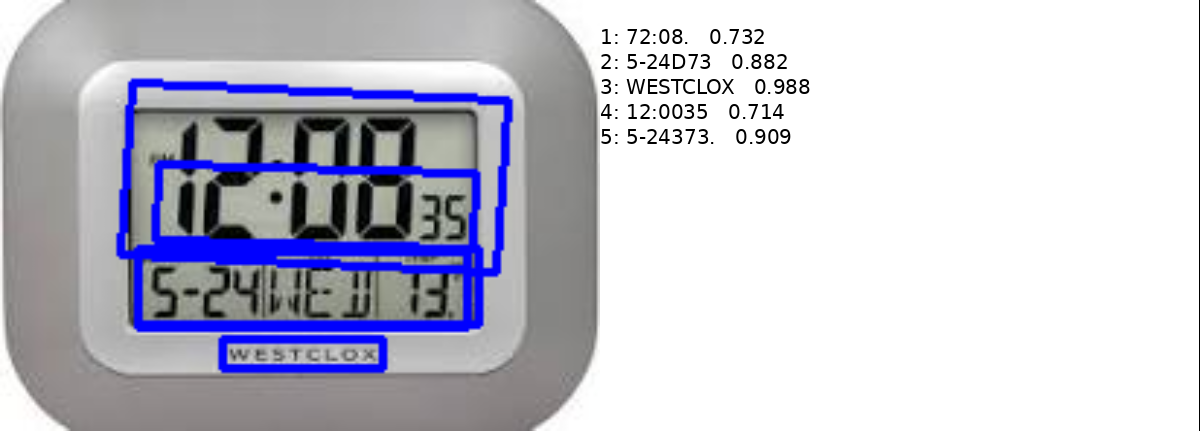 12:08 35
5-24 WED 13.
WESTCLOX
1: 72:08. 0.732
2: 5-24D73 0.882
3: WESTCLOX 0.988
4: 12:0035 0.714
5: 5-24373. 0.909